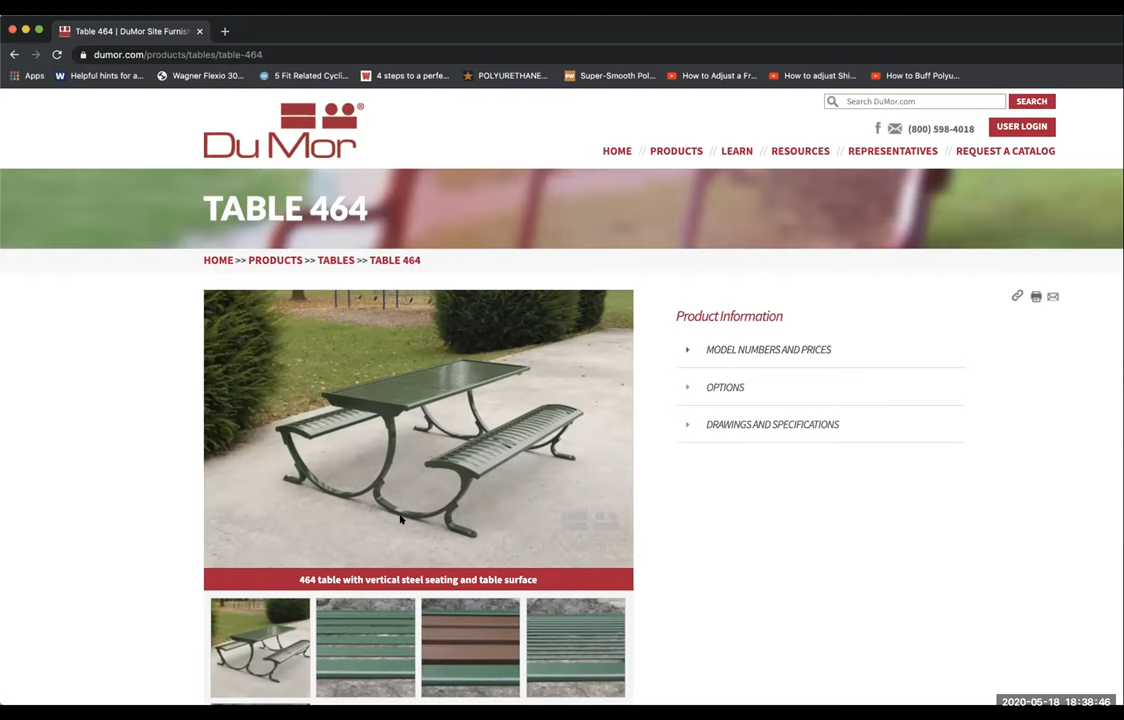 Table 464 | DuMor Site Furnish
dumor.com/products/tables/table-464
Apps
Helpful hints for a...
Wagner Flexio 30...
5 Fit Related Cycli...
4 steps to a perfe...
POLYURETHANE...
Super-Smooth Pol...
How to Adjust a Fr...
How to adjust Shi...
How to Buff Polyu...
DuMor®
Search DuMor.com
SEARCH
(800) 598-4018
USER LOGIN
HOME // PRODUCTS // LEARN // RESOURCES // REPRESENTATIVES // REQUEST A CATALOG
TABLE 464
HOME >> PRODUCTS >> TABLES >> TABLE 464
Product Information
MODEL NUMBERS AND PRICES
OPTIONS
DRAWINGS AND SPECIFICATIONS
464 table with vertical steel seating and table surface
2020-05-18 18:38:46